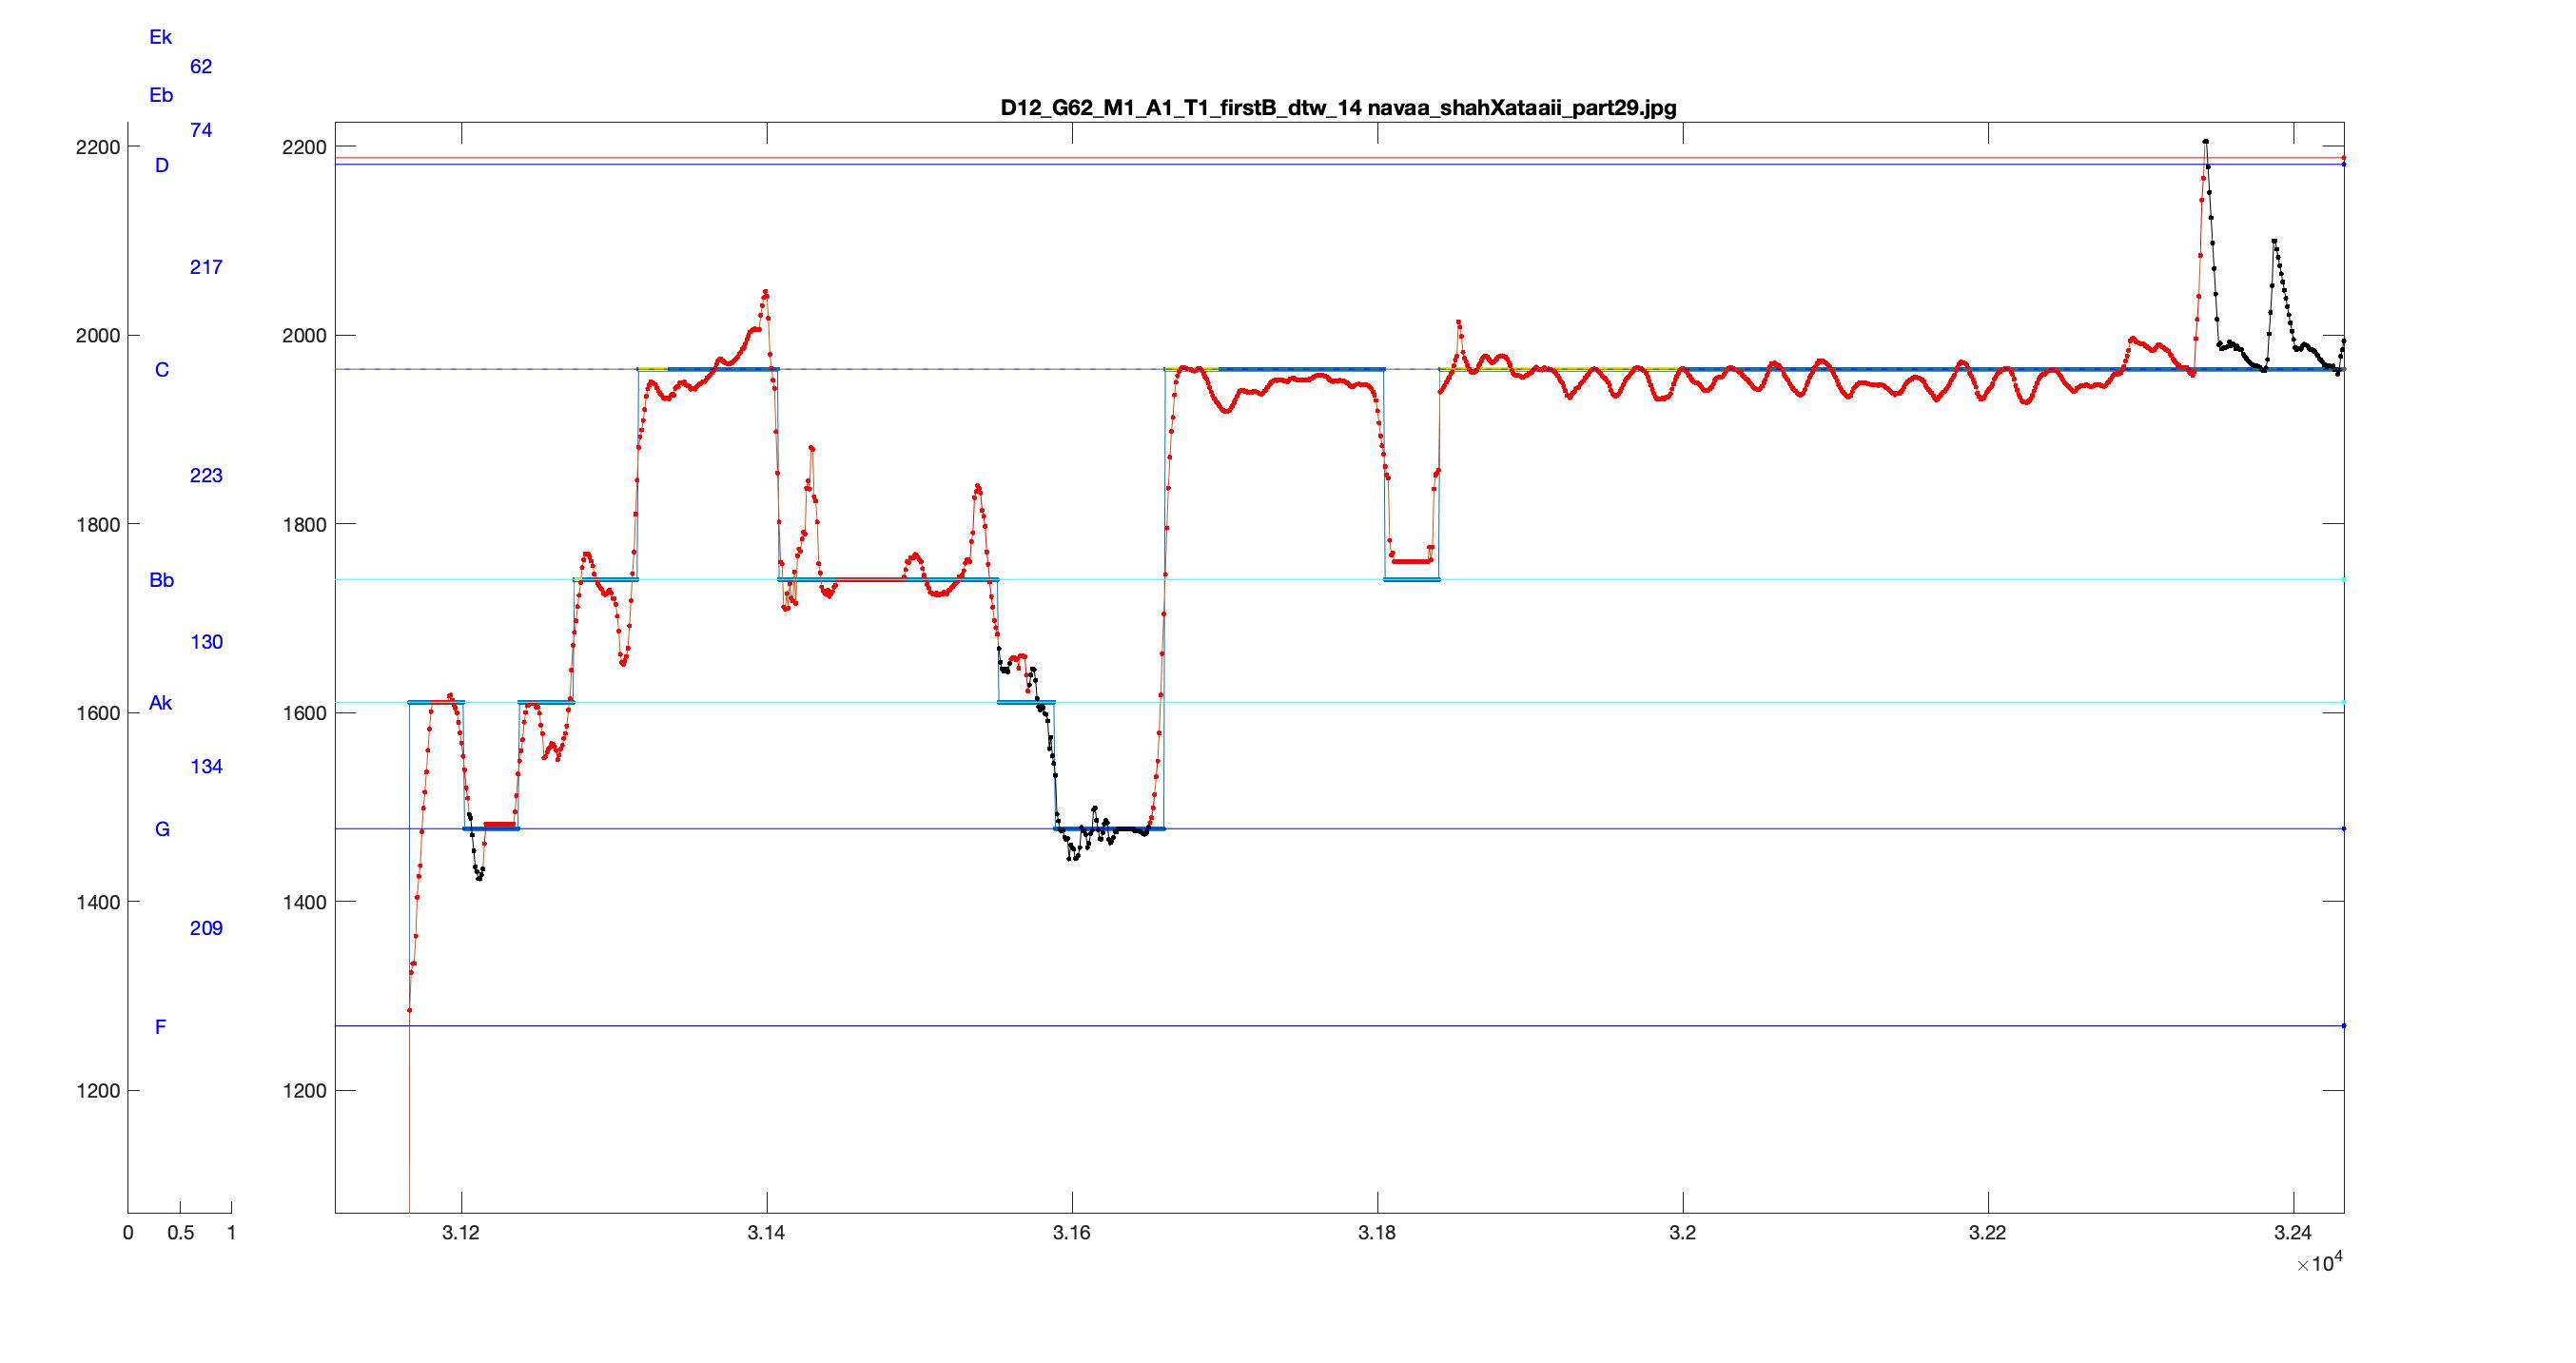 Ek
62
Eb
D12_G62_M1_A1_T1_firstB_dtw_14 navaa_shahXataaii_part29.jpg
74
2200
2200
D
217
2000
2000
C
223
1800
1800
Bb
130
Ak
1600
1600
134
G
1400
1400
209
F
1200
1200
0 0.5 1 3.12 3.14 3.16 3.18 3.2 3.22 3.24
×10^4